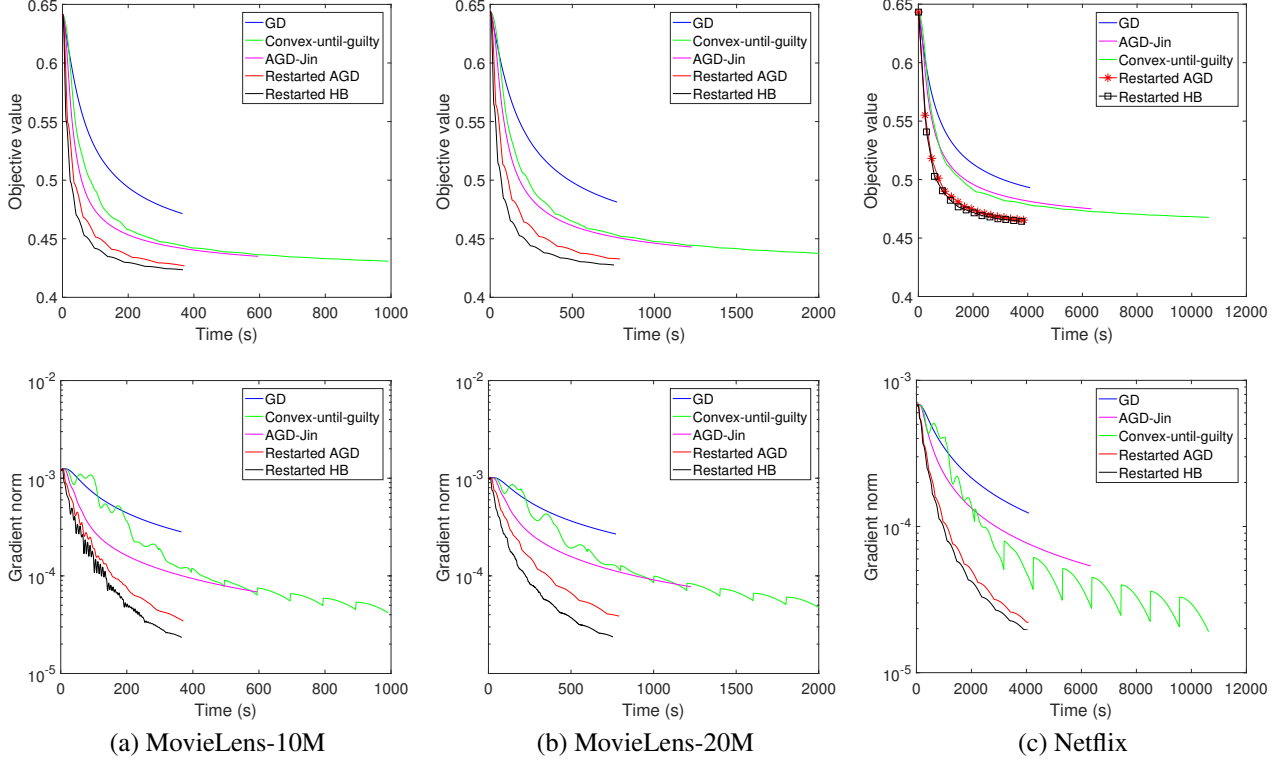 0.65
0.6
0.55
0.5
0.45
0.4
Objective value
0
200
400
600
800
1000
Time (s)
GD
Convex-until-guilty
AGD-Jin
Restarted AGD
Restarted HB
0.65
0.6
0.55
0.5
0.45
0.4
Objective value
0
500
1000
1500
2000
Time (s)
GD
Convex-until-guilty
AGD-Jin
Restarted AGD
Restarted HB
0.65
0.6
0.55
0.5
0.45
0.4
Objective value
0
2000
4000
6000
8000
10000
12000
Time (s)
GD
AGD-Jin
Convex-until-guilty
Restarted AGD
Restarted HB
10^-2
10^-3
10^-4
10^-5
Gradient norm
0
200
400
600
800
1000
Time (s)
GD
Convex-until-guilty
AGD-Jin
Restarted AGD
Restarted HB
10^-2
10^-3
10^-4
10^-5
Gradient norm
0
500
1000
1500
2000
Time (s)
GD
Convex-until-guilty
AGD-Jin
Restarted AGD
Restarted HB
10^-3
10^-4
10^-5
Gradient norm
0
2000
4000
6000
8000
10000
12000
Time (s)
GD
AGD-Jin
Convex-until-guilty
Restarted AGD
Restarted HB
(a) MovieLens-10M
(b) MovieLens-20M
(c) Netflix